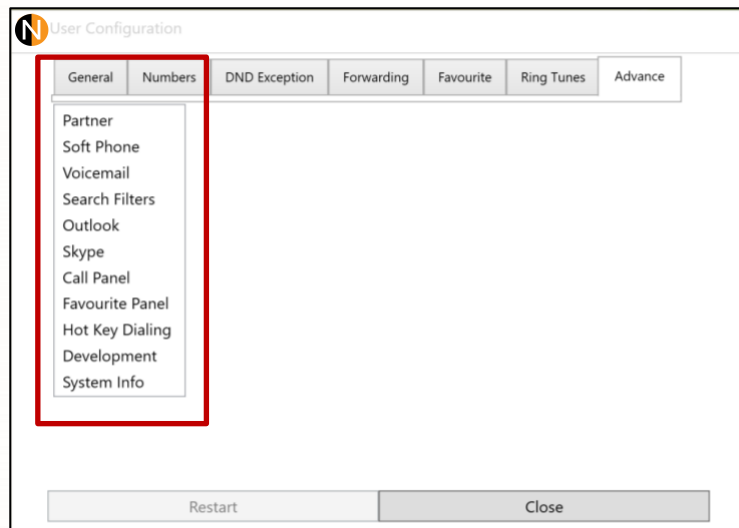 N User Configuration
General Numbers DND Exception Forwarding Favourite Ring Tunes Advance
Partner
Soft Phone
Voicemail
Search Filters
Outlook
Skype
Call Panel
Favourite Panel
Hot Key Dialing
Development
System Info
Restart Close